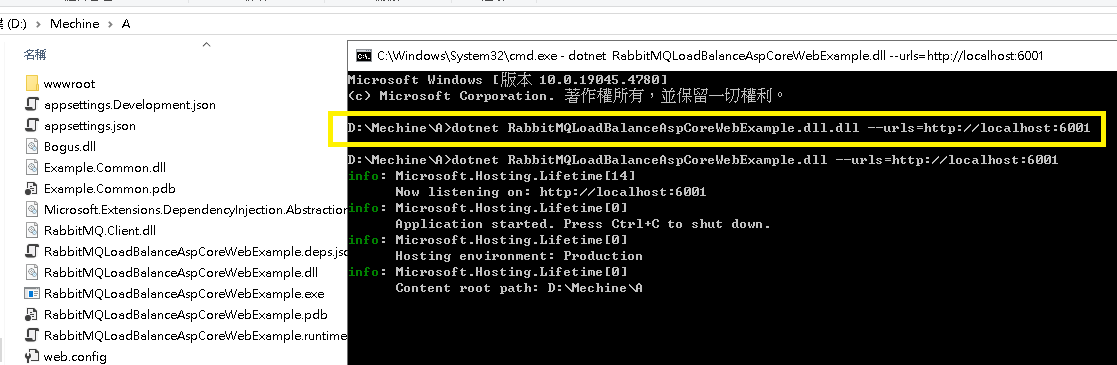 (D:) > Mechine > A
名稱
wwwroot
appsettings.Development.json
appsettings.json
Bogus.dll
Example.Common.dll
Example.Common.pdb
Microsoft.Extensions.DependencyInjection.Abstraction
RabbitMQ.Client.dll
RabbitMQLoadBalanceAspCoreWebExample.deps.jso
RabbitMQLoadBalanceAspCoreWebExample.dll
RabbitMQLoadBalanceAspCoreWebExample.exe
RabbitMQLoadBalanceAspCoreWebExample.pdb
RabbitMQLoadBalanceAspCoreWebExample.runtime
web.config
C:\Windows\System32\cmd.exe - dotnet  RabbitMQLoadBalanceAspCoreWebExample.dll --urls=http://localhost:6001
Microsoft Windows [版本 10.0.19045.4780]
(c) Microsoft Corporation. 著作權所有，並保留一切權利。
D:\Mechine\A>dotnet RabbitMQLoadBalanceAspCoreWebExample.dll.dll --urls=http://localhost:6001
D:\Mechine\A>dotnet RabbitMQLoadBalanceAspCoreWebExample.dll --urls=http://localhost:6001
info: Microsoft.Hosting.Lifetime[14]
Now listening on: http://localhost:6001
info: Microsoft.Hosting.Lifetime[0]
Application started. Press Ctrl+C to shut down.
info: Microsoft.Hosting.Lifetime[0]
Hosting environment: Production
info: Microsoft.Hosting.Lifetime[0]
Content root path: D:\Mechine\A